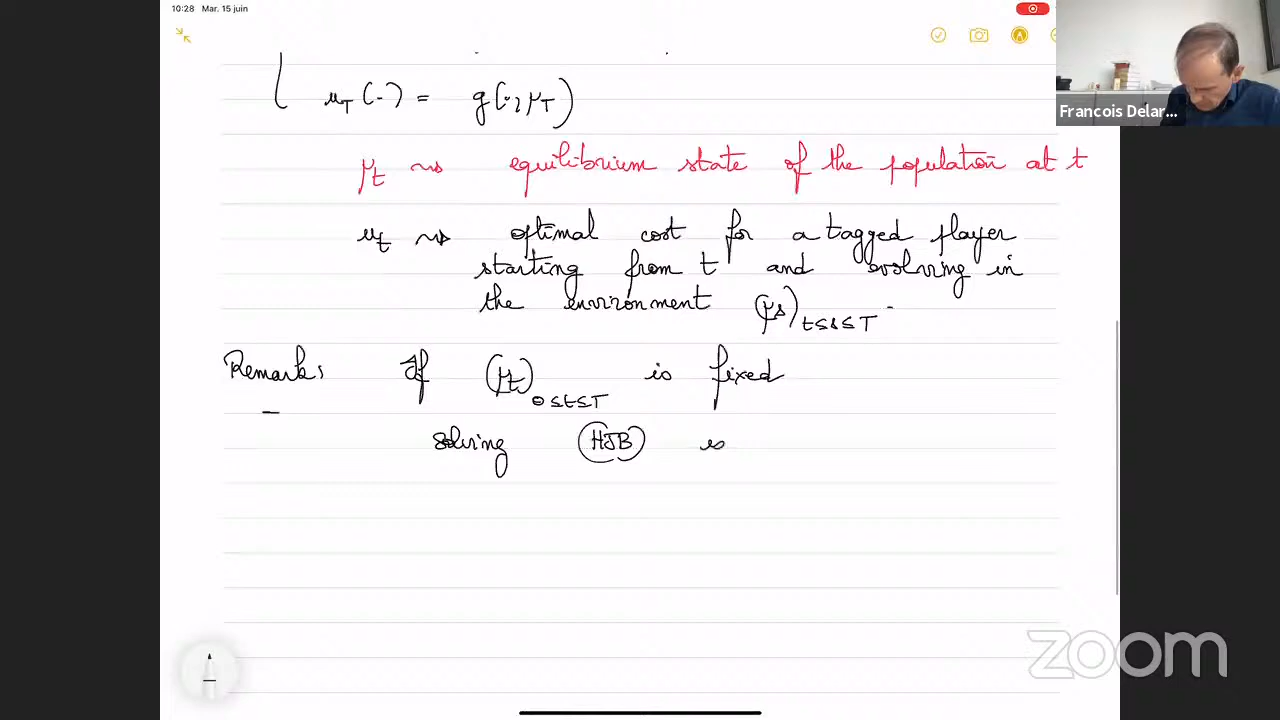 10:28 Mar. 15 juin
Francois Delar...
u_T(·) = g(·, μ_T)
μ_t ⇝ equilibrium state of the population at t
u_t ⇝ optimal cost for a tagged player
starting from t and evolving in
the environment (μ_s)_{t≤s≤T}
Remark: If (μ_t)_{0≤t≤T} is fixed
solving (HJB) is
zoom